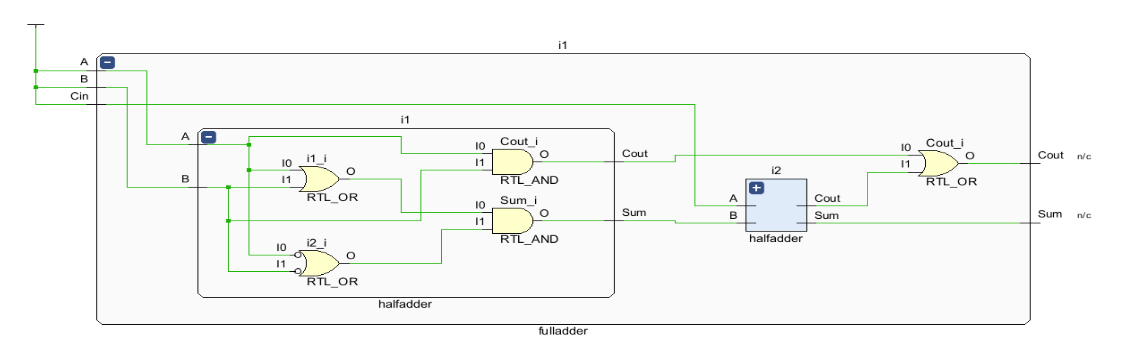 i1
A
B
Cin
i1
A
B
I0
I1
i1_i
O
RTL_OR
I0
I1
i2_i
O
RTL_OR
I0
I1
Cout_i
O
RTL_AND
I0
I1
Sum_i
O
RTL_AND
Cout
Sum
halfadder
i2
A
B
Cout
Sum
halfadder
I0
I1
Cout_i
O
RTL_OR
Cout n/c
Sum n/c
fulladder